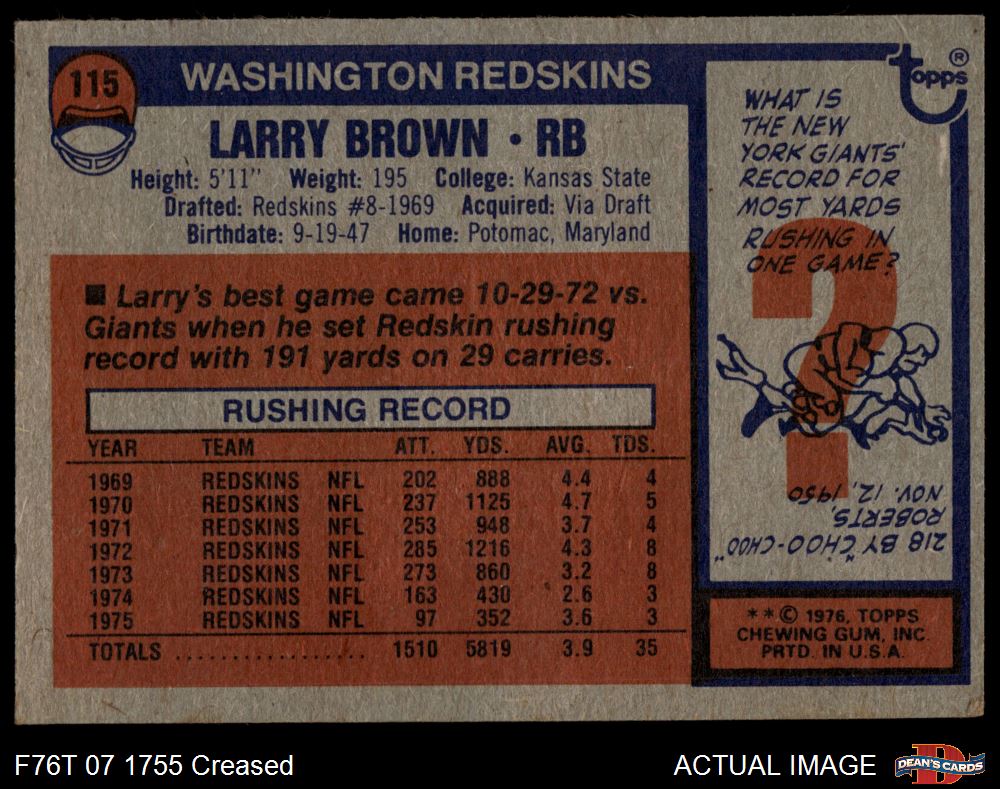 115
WASHINGTON REDSKINS
LARRY BROWN • RB
Height: 5'11" Weight: 195 College: Kansas State
Drafted: Redskins #8-1969 Acquired: Via Draft
Birthdate: 9-19-47 Home: Potomac, Maryland
■ Larry's best game came 10-29-72 vs.
Giants when he set Redskin rushing
record with 191 yards on 29 carries.
RUSHING RECORD
YEAR TEAM ATT. YDS. AVG. TDS.
1969 REDSKINS NFL 202 888 4.4 4
1970 REDSKINS NFL 237 1125 4.7 5
1971 REDSKINS NFL 253 948 3.7 4
1972 REDSKINS NFL 285 1216 4.3 8
1973 REDSKINS NFL 273 860 3.2 8
1974 REDSKINS NFL 163 430 2.6 3
1975 REDSKINS NFL 97 352 3.6 3
TOTALS .................. 1510 5819 3.9 35
topps ®
WHAT IS
THE NEW
YORK GIANTS'
RECORD FOR
MOST YARDS
RUSHING IN
ONE GAME?
?
218 BY "CHOO-CHOO"
ROBERTS,
NOV. 12, 1950
**© 1976, TOPPS
CHEWING GUM, INC.
PRTD. IN U.S.A.
F76T 07 1755 Creased
ACTUAL IMAGE
D
DEAN'S CARDS